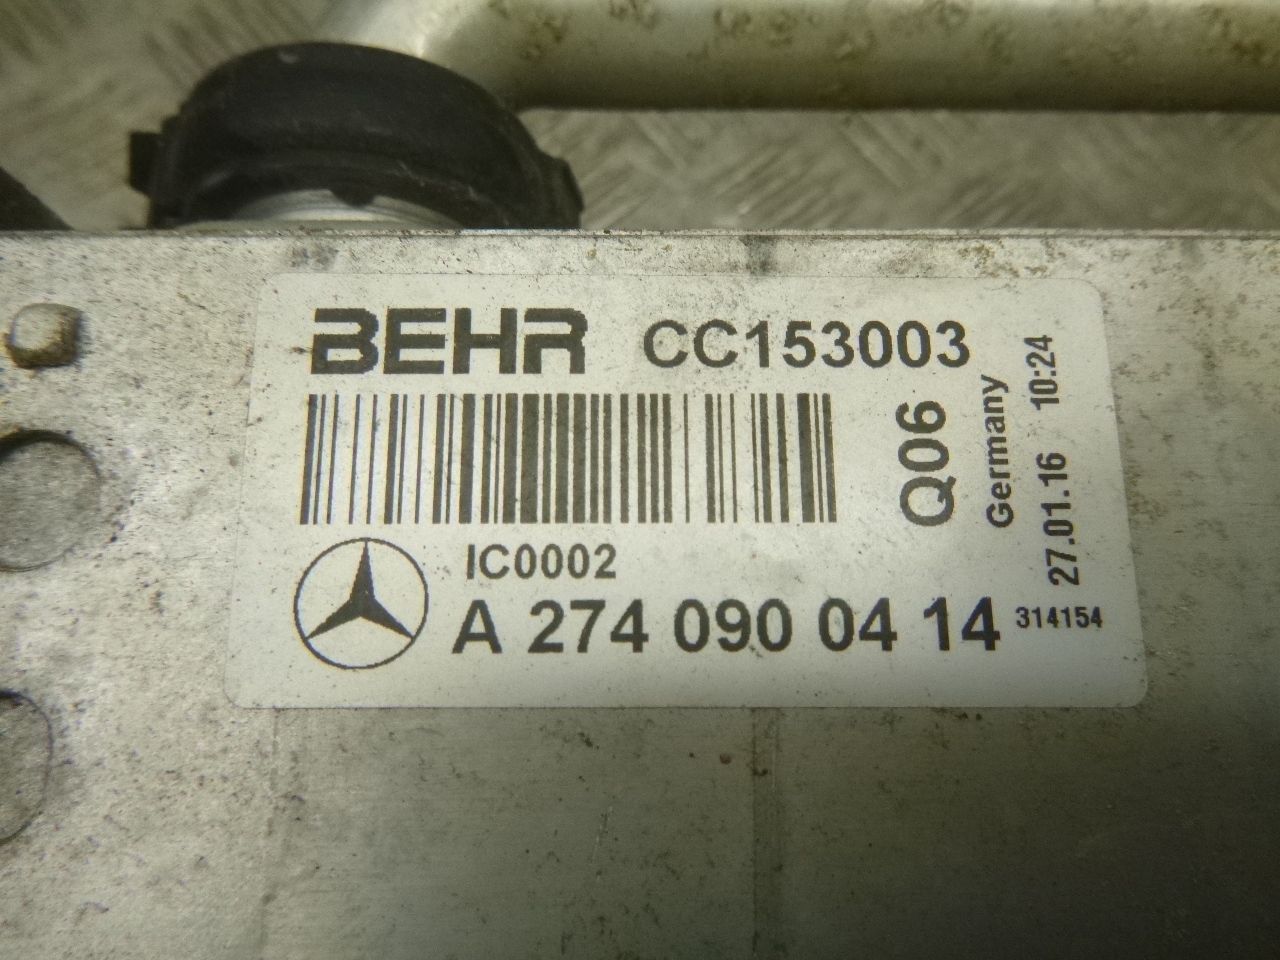 BEHR CC153003
Q06
Germany
27.01.16 10:24
IC0002
A 274 090 04 14 314154